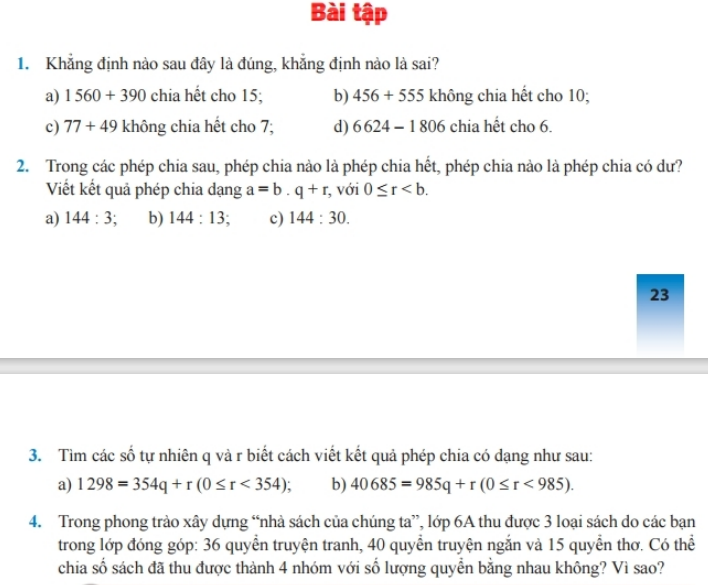 Bài tập
1. Khẳng định nào sau đây là đúng, khẳng định nào là sai?
a) 1 560 + 390 chia hết cho 15; b) 456 + 555 không chia hết cho 10;
c) 77 + 49 không chia hết cho 7; d) 6 624 – 1 806 chia hết cho 6.
2. Trong các phép chia sau, phép chia nào là phép chia hết, phép chia nào là phép chia có dư?
Viết kết quả phép chia dạng a = b . q + r, với 0 ≤ r < b.
a) 144 : 3; b) 144 : 13; c) 144 : 30.
23
3. Tìm các số tự nhiên q và r biết cách viết kết quả phép chia có dạng như sau:
a) 1 298 = 354q + r (0 ≤ r < 354); b) 40 685 = 985q + r (0 ≤ r < 985).
4. Trong phong trào xây dựng “nhà sách của chúng ta”, lớp 6A thu được 3 loại sách do các bạn
trong lớp đóng góp: 36 quyển truyện tranh, 40 quyển truyện ngắn và 15 quyển thơ. Có thể
chia số sách đã thu được thành 4 nhóm với số lượng quyển bằng nhau không? Vì sao?